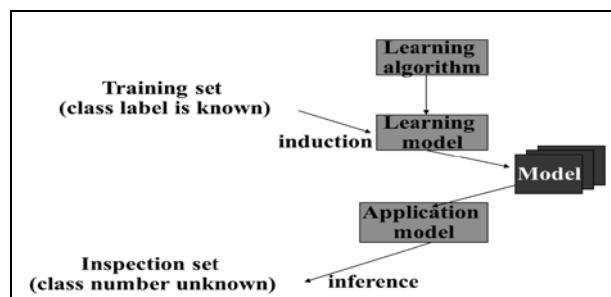 Learning
algorithm
Training set
(class label is known)
induction
Learning
model
Model
Application
model
Inspection set
(class number unknown)
inference